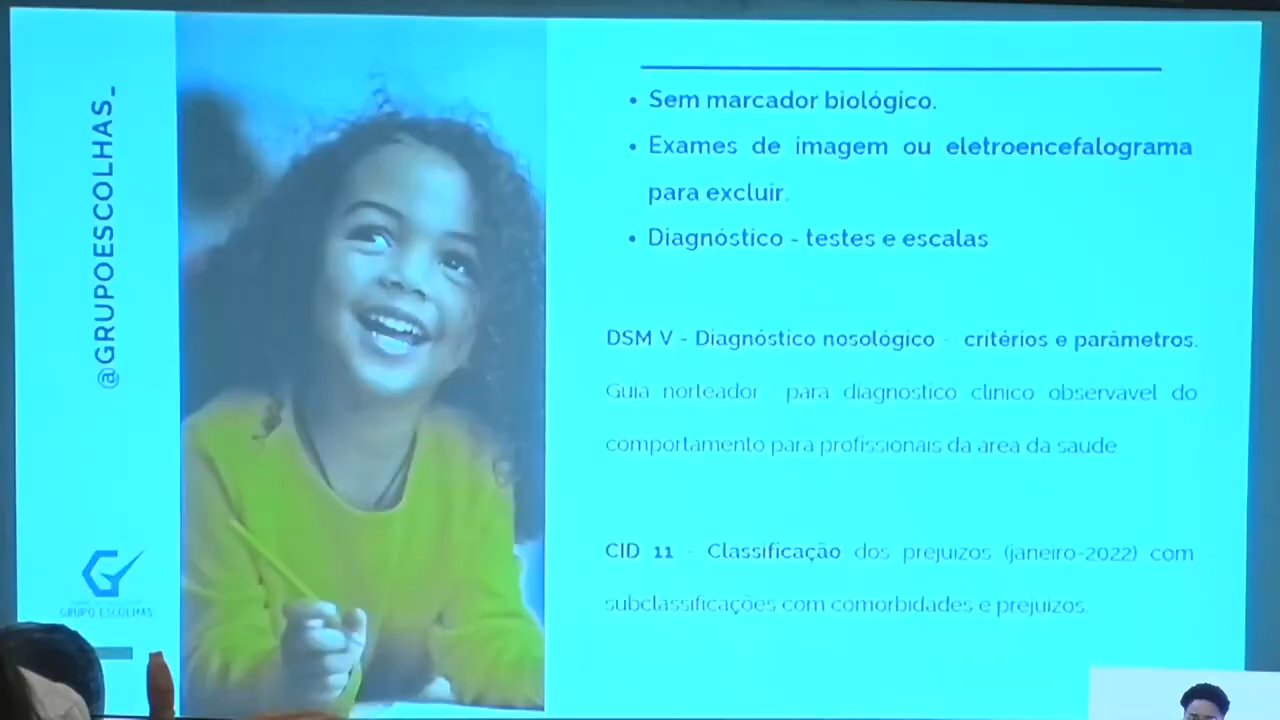 @GRUPOESCOLHAS_
• Sem marcador biológico.
• Exames de imagem ou eletroencefalograma
para excluir.
• Diagnóstico - testes e escalas
DSM V - Diagnóstico nosológico - critérios e parâmetros.
Guia norteador para diagnostico clinico observavel do
comportamento para profissionais da area da saude
CID 11 - Classificação dos prejuizos (janeiro-2022) com
subclassificações com comorbidades e prejuizos.
GRUPO ESCOLHAS